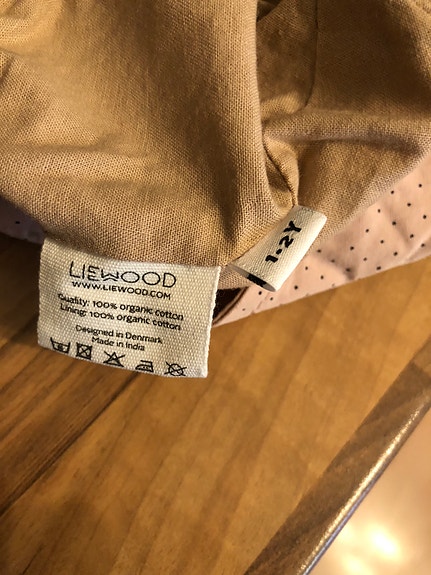 LIEWOOD
WWW.LIEWOOD.COM
Quality: 100% organic cotton
Lining: 100% organic cotton
Designed in Denmark
Made in India
1-2Y